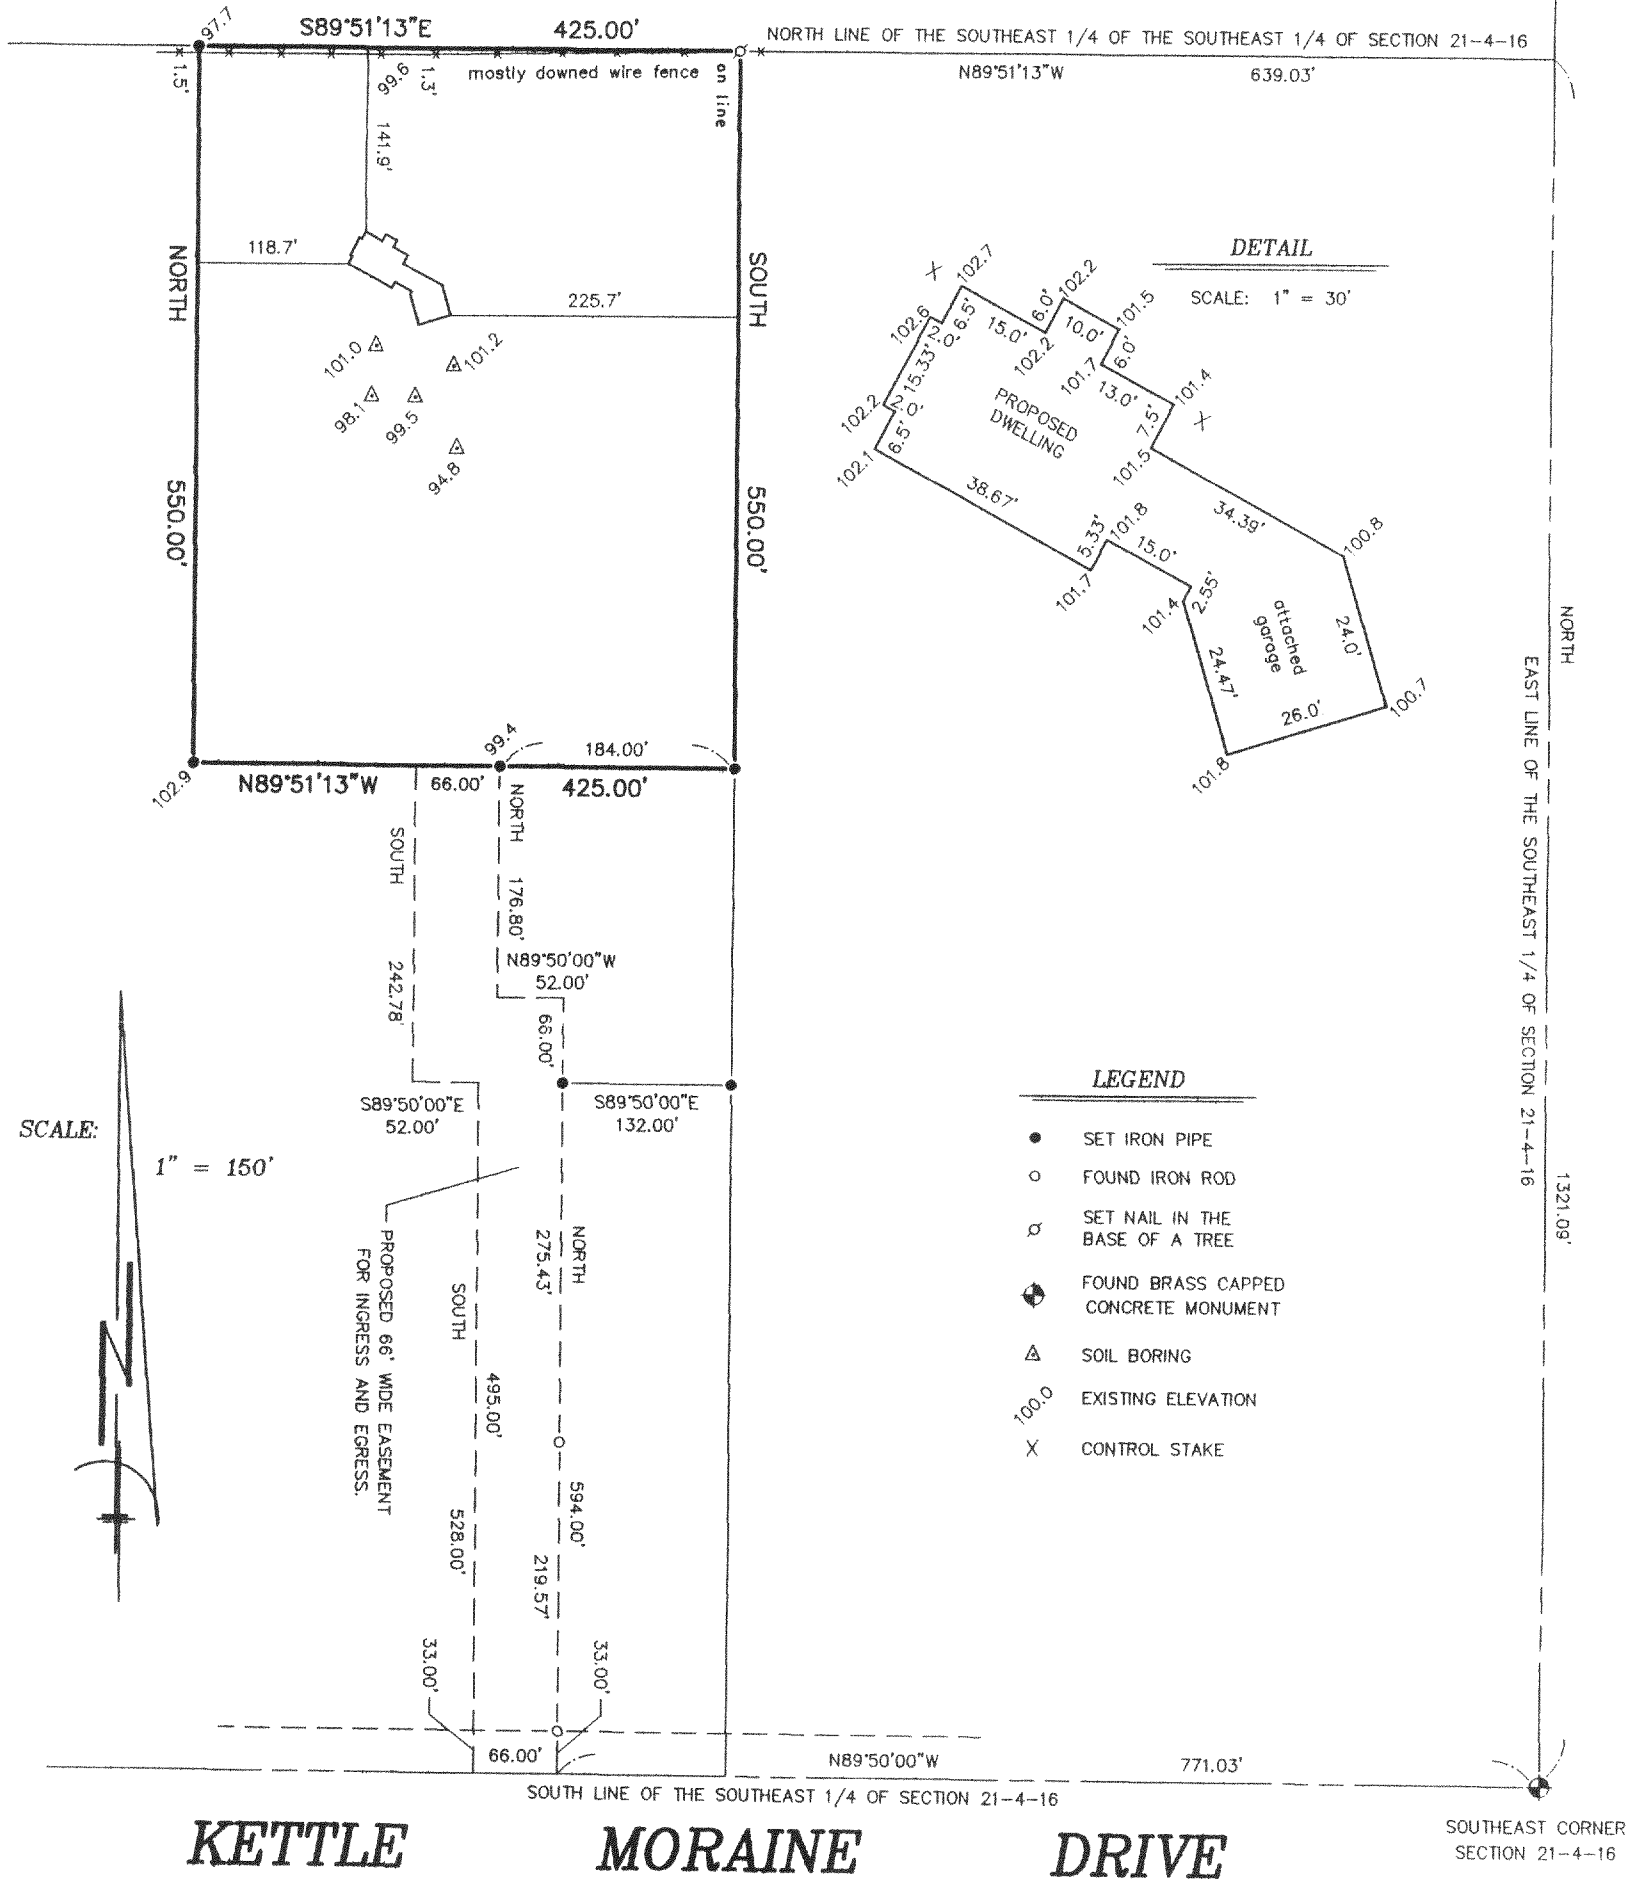 97.7
S89°51'13"E 425.00'
NORTH LINE OF THE SOUTHEAST 1/4 OF THE SOUTHEAST 1/4 OF SECTION 21-4-16
N89°51'13"W 639.03'
1.5'
99.6
1.3'
mostly downed wire fence
on line
141.9'
NORTH
550.00'
118.7'
225.7'
SOUTH
550.00'
101.0
101.2
98.1
99.5
94.8
DETAIL
SCALE: 1" = 30'
102.7
102.6
2.0'
6.5'
15.0'
6.0'
102.2
102.2
10.0'
101.5
6.0'
101.7
13.0'
101.4
7.5'
101.5
15.33'
102.2
2.0'
6.5'
102.1
PROPOSED
DWELLING
38.67'
5.33'
101.8
101.7
15.0'
2.55'
101.4
34.39'
100.8
24.0'
attached
garage
24.47'
26.0'
100.7
101.8
102.9
99.4
184.00'
N89°51'13"W 66.00' 425.00'
NORTH 176.80'
SOUTH 242.78'
N89°50'00"W
52.00'
66.00'
S89°50'00"E
52.00'
S89°50'00"E
132.00'
SCALE:
1" = 150'
N
PROPOSED 66' WIDE EASEMENT
FOR INGRESS AND EGRESS.
NORTH
275.43'
SOUTH
495.00'
528.00'
594.00'
219.57'
33.00'
33.00'
66.00'
LEGEND
SET IRON PIPE
FOUND IRON ROD
SET NAIL IN THE
BASE OF A TREE
FOUND BRASS CAPPED
CONCRETE MONUMENT
SOIL BORING
100.0 EXISTING ELEVATION
X CONTROL STAKE
NORTH 1321.09'
EAST LINE OF THE SOUTHEAST 1/4 OF THE SOUTHEAST 1/4 OF SECTION 21-4-16
N89°50'00"W 771.03'
SOUTH LINE OF THE SOUTHEAST 1/4 OF SECTION 21-4-16
SOUTHEAST CORNER
SECTION 21-4-16
KETTLE MORAINE DRIVE